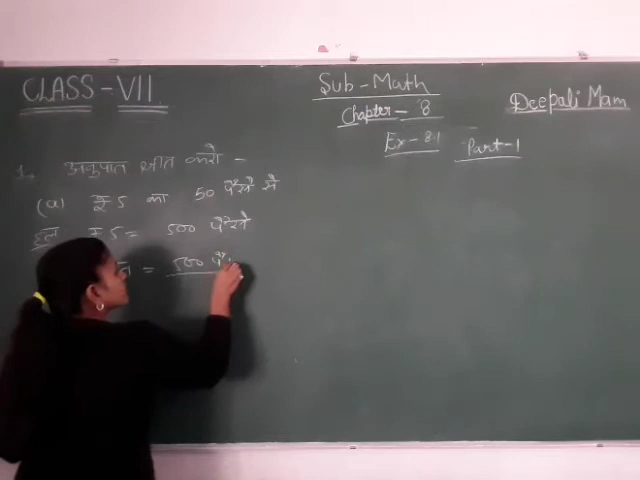 CLASS-VII
Sub-Math
Chapter-8
Deepali Mam
Ex-8.1 Part-1
1. अनुपात ज्ञात करो -
(a) ₹5 का 50 पैसे से
हल ₹5 = 500 पैसे
= 500 पै